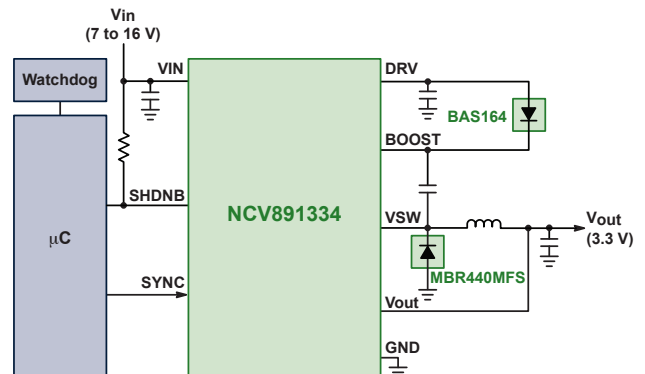 Vin
(7 to 16 V)
Watchdog
VIN
DRV
BAS164
BOOST
SHDNB
NCV891334
μC
VSW
Vout
(3.3 V)
SYNC
MBR440MFS
Vout
GND